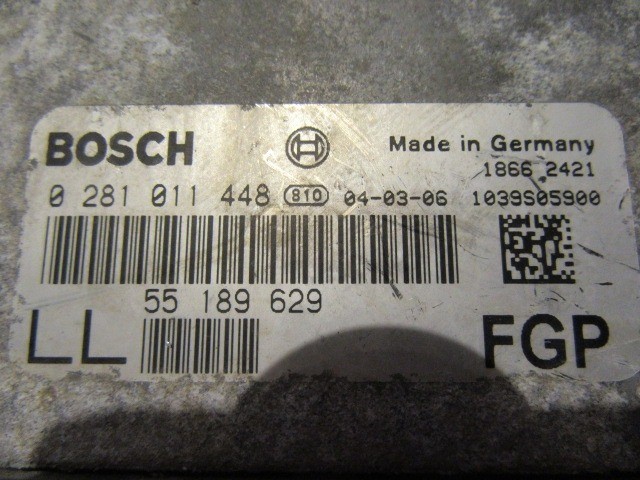 BOSCH
Made in Germany
1866 2421
0 281 011 448 810 04-03-06 1039S05900
55 189 629
LL
FGP